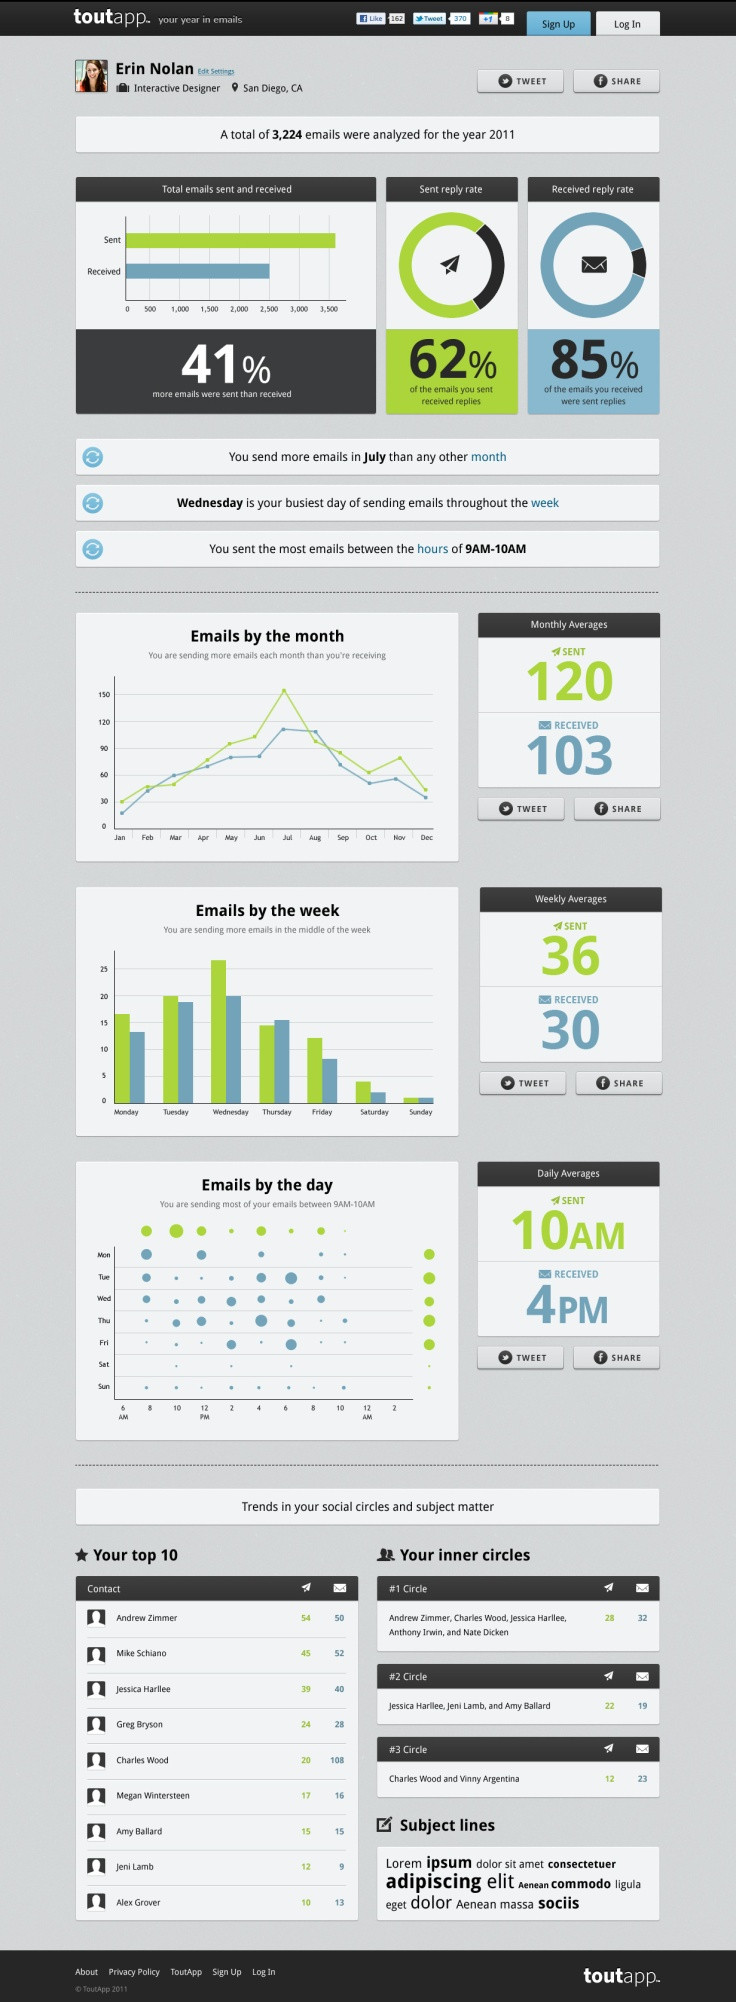 toutapp™ your year in emails
Like 162 Tweet 370 +1 8 Sign Up Log In
Erin Nolan Edit Settings
Interactive Designer San Diego, CA
TWEET SHARE
A total of 3,224 emails were analyzed for the year 2011
Total emails sent and received
Sent
Received
0 500 1,000 1,500 2,000 2,500 3,000 3,500
41%
more emails were sent than received
Sent reply rate
62%
of the emails you sent
received replies
Received reply rate
85%
of the emails you received
were sent replies
You send more emails in July than any other month
Wednesday is your busiest day of sending emails throughout the week
You sent the most emails between the hours of 9AM-10AM
Emails by the month
You are sending more emails each month than you're receiving
150
120
90
60
30
0
Jan Feb Mar Apr May Jun Jul Aug Sep Oct Nov Dec
Monthly Averages
SENT
120
RECEIVED
103
TWEET SHARE
Emails by the week
You are sending more emails in the middle of the week
25
20
15
10
5
0
Monday Tuesday Wednesday Thursday Friday Saturday Sunday
Weekly Averages
SENT
36
RECEIVED
30
TWEET SHARE
Emails by the day
You are sending most of your emails between 9AM-10AM
Mon
Tue
Wed
Thu
Fri
Sat
Sun
6 8 10 12 2 4 6 8 10 12 2
AM PM AM
Daily Averages
SENT
10AM
RECEIVED
4PM
TWEET SHARE
Trends in your social circles and subject matter
Your top 10
Contact
Andrew Zimmer 54 50
Mike Schiano 45 52
Jessica Harllee 39 40
Greg Bryson 24 28
Charles Wood 20 108
Megan Wintersteen 17 16
Amy Ballard 15 15
Jeni Lamb 12 9
Alex Grover 10 13
Your inner circles
#1 Circle
Andrew Zimmer, Charles Wood, Jessica Harllee, 28 32
Anthony Irwin, and Nate Dicken
#2 Circle
Jessica Harllee, Jeni Lamb, and Amy Ballard 22 19
#3 Circle
Charles Wood and Vinny Argentina 12 23
Subject lines
Lorem ipsum dolor sit amet consectetuer
adipiscing elit Aenean commodo ligula
eget dolor Aenean massa sociis
About Privacy Policy ToutApp Sign Up Log In
© ToutApp 2011
toutapp™